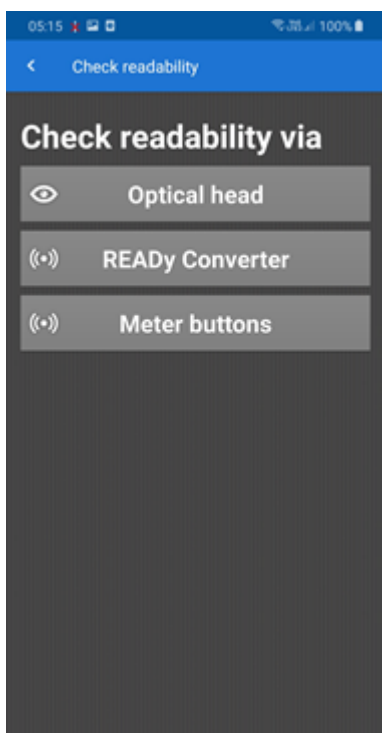 05:15 100%
Check readability
Check readability via
Optical head
READy Converter
Meter buttons